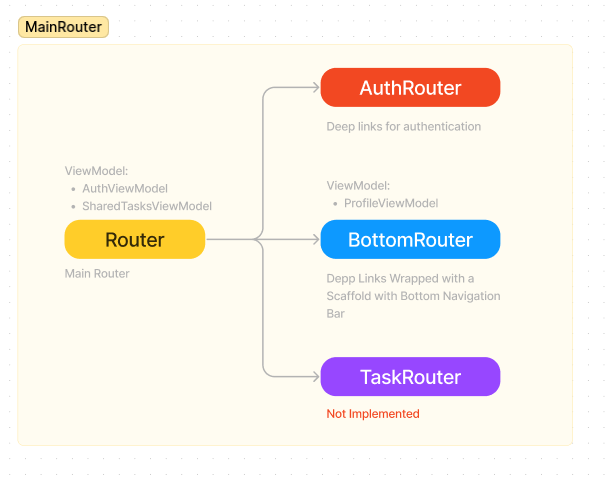 MainRouter
AuthRouter
Deep links for authentication
ViewModel:
• AuthViewModel
• SharedTasksViewModel
Router
Main Router
ViewModel:
• ProfileViewModel
BottomRouter
Depp Links Wrapped with a
Scaffold with Bottom Navigation
Bar
TaskRouter
Not Implemented